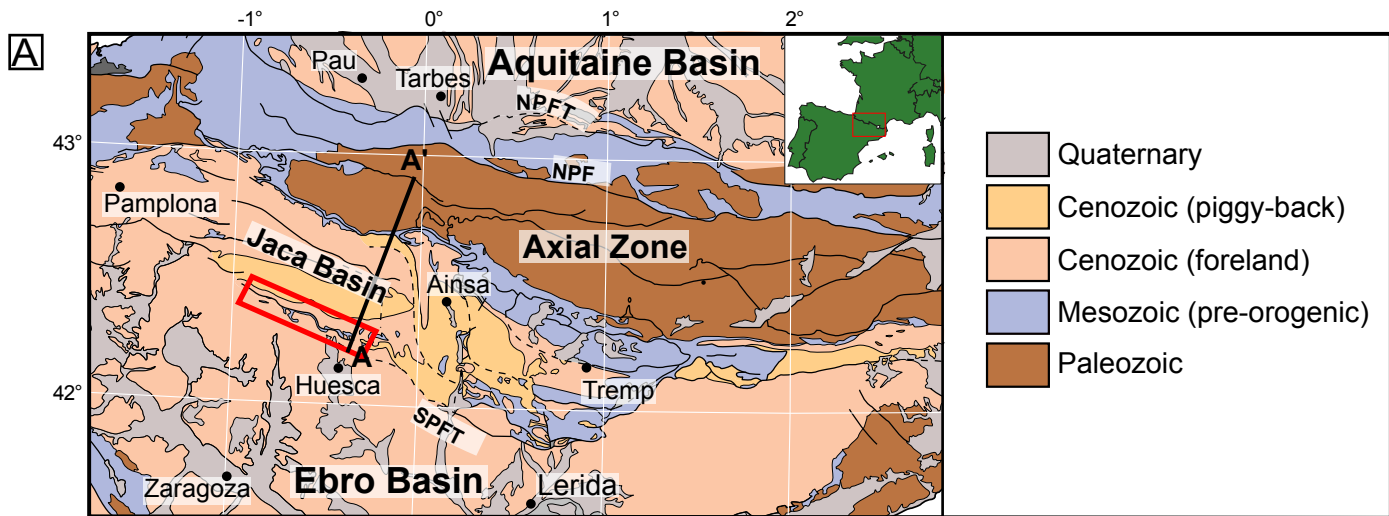 -1° 0° 1° 2°
A
Pau
Tarbes
Aquitaine Basin
NPFT
43°
A'
NPF
Pamplona
Axial Zone
Jaca Basin
Ainsa
A
Huesca
Tremp
42°
SPFT
Zaragoza
Ebro Basin
Lerida
Quaternary
Cenozoic (piggy-back)
Cenozoic (foreland)
Mesozoic (pre-orogenic)
Paleozoic